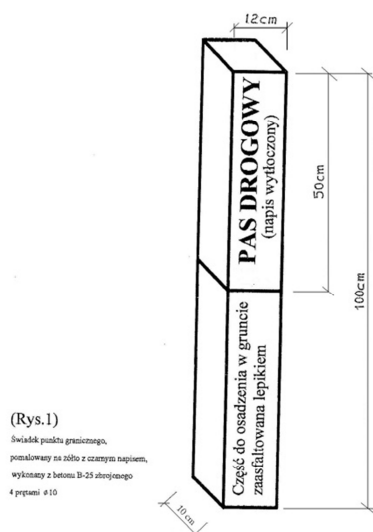 12cm
PAS DROGOWY
(napis wytłoczony)
50cm
100cm
Część do osadzenia w gruncie
zaasfaltowana lepikiem
10 cm
(Rys.1)
Świadek punktu granicznego,
pomalowany na żółto z czarnym napisem,
wykonany z betonu B-25 zbrojonego
4 prętami ø10